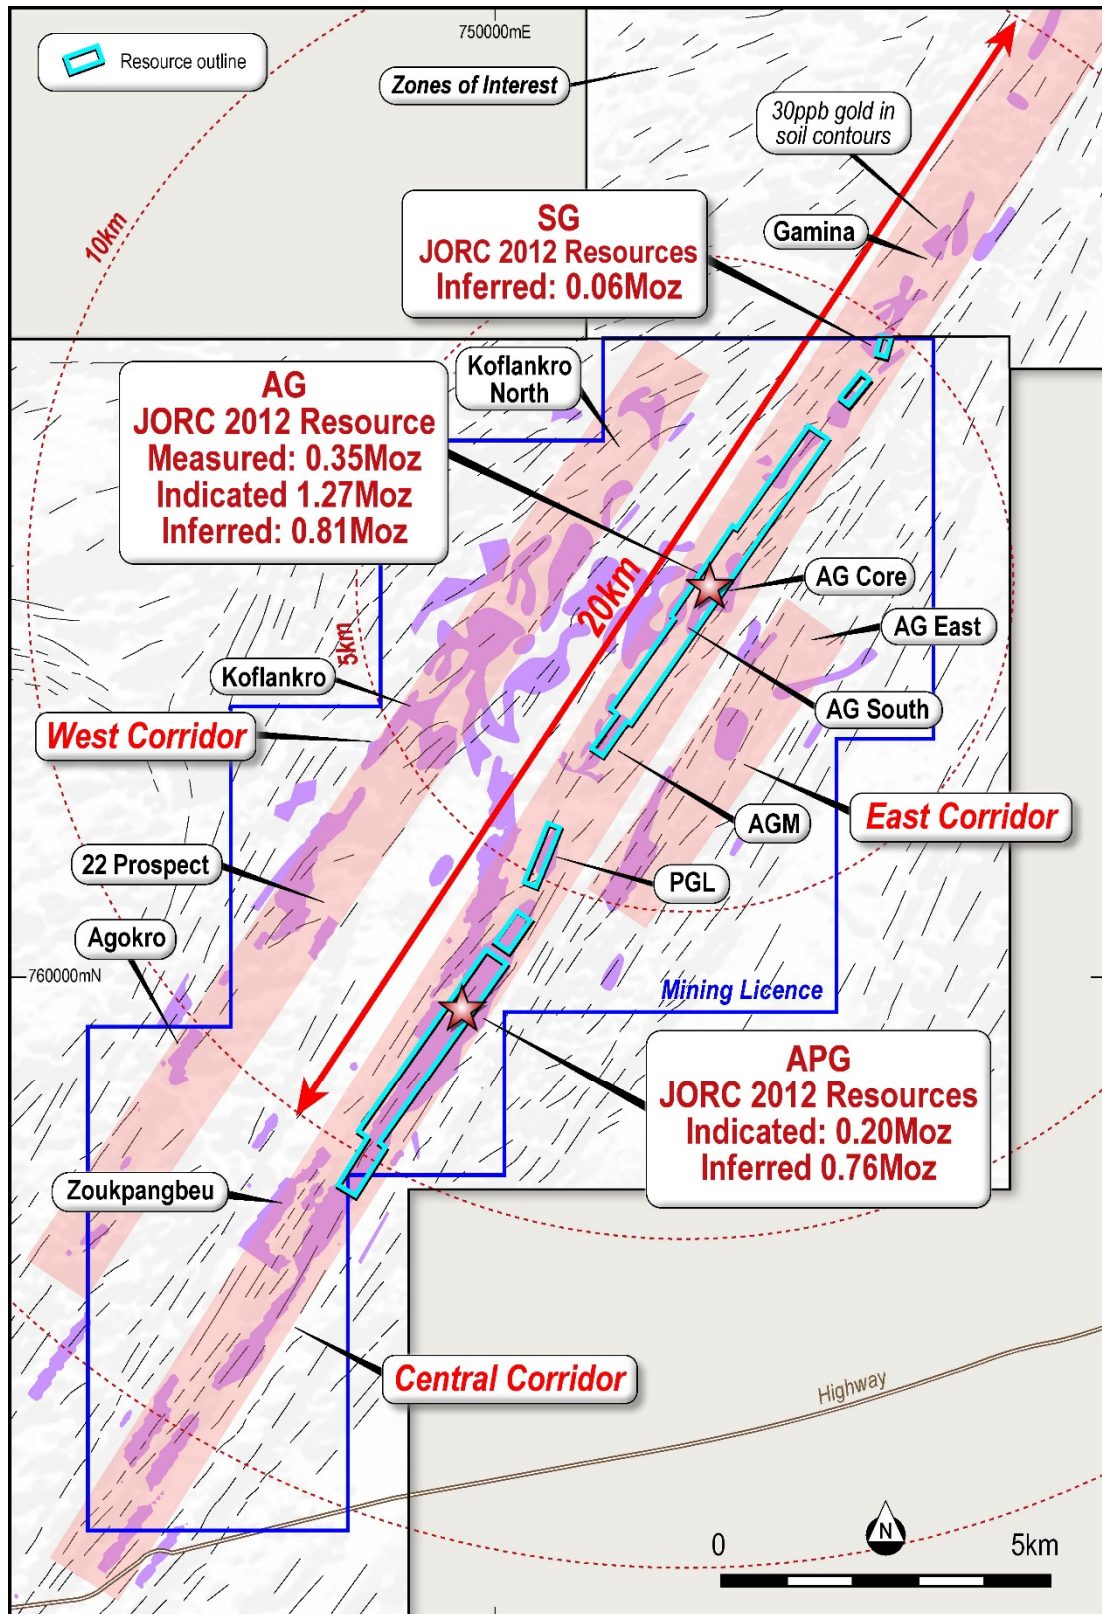 750000mE
Resource outline
Zones of Interest
30ppb gold in
soil contours
10km
SG
JORC 2012 Resources
Inferred: 0.06Moz
Gamina
Koflankro
North
AG
JORC 2012 Resource
Measured: 0.35Moz
Indicated 1.27Moz
Inferred: 0.81Moz
20km
AG Core
5km
AG East
Koflankro
AG South
West Corridor
East Corridor
AGM
22 Prospect
PGL
Agokro
760000mN
Mining Licence
APG
JORC 2012 Resources
Indicated: 0.20Moz
Inferred 0.76Moz
Zoukpangbeu
Central Corridor
Highway
N
0 5km